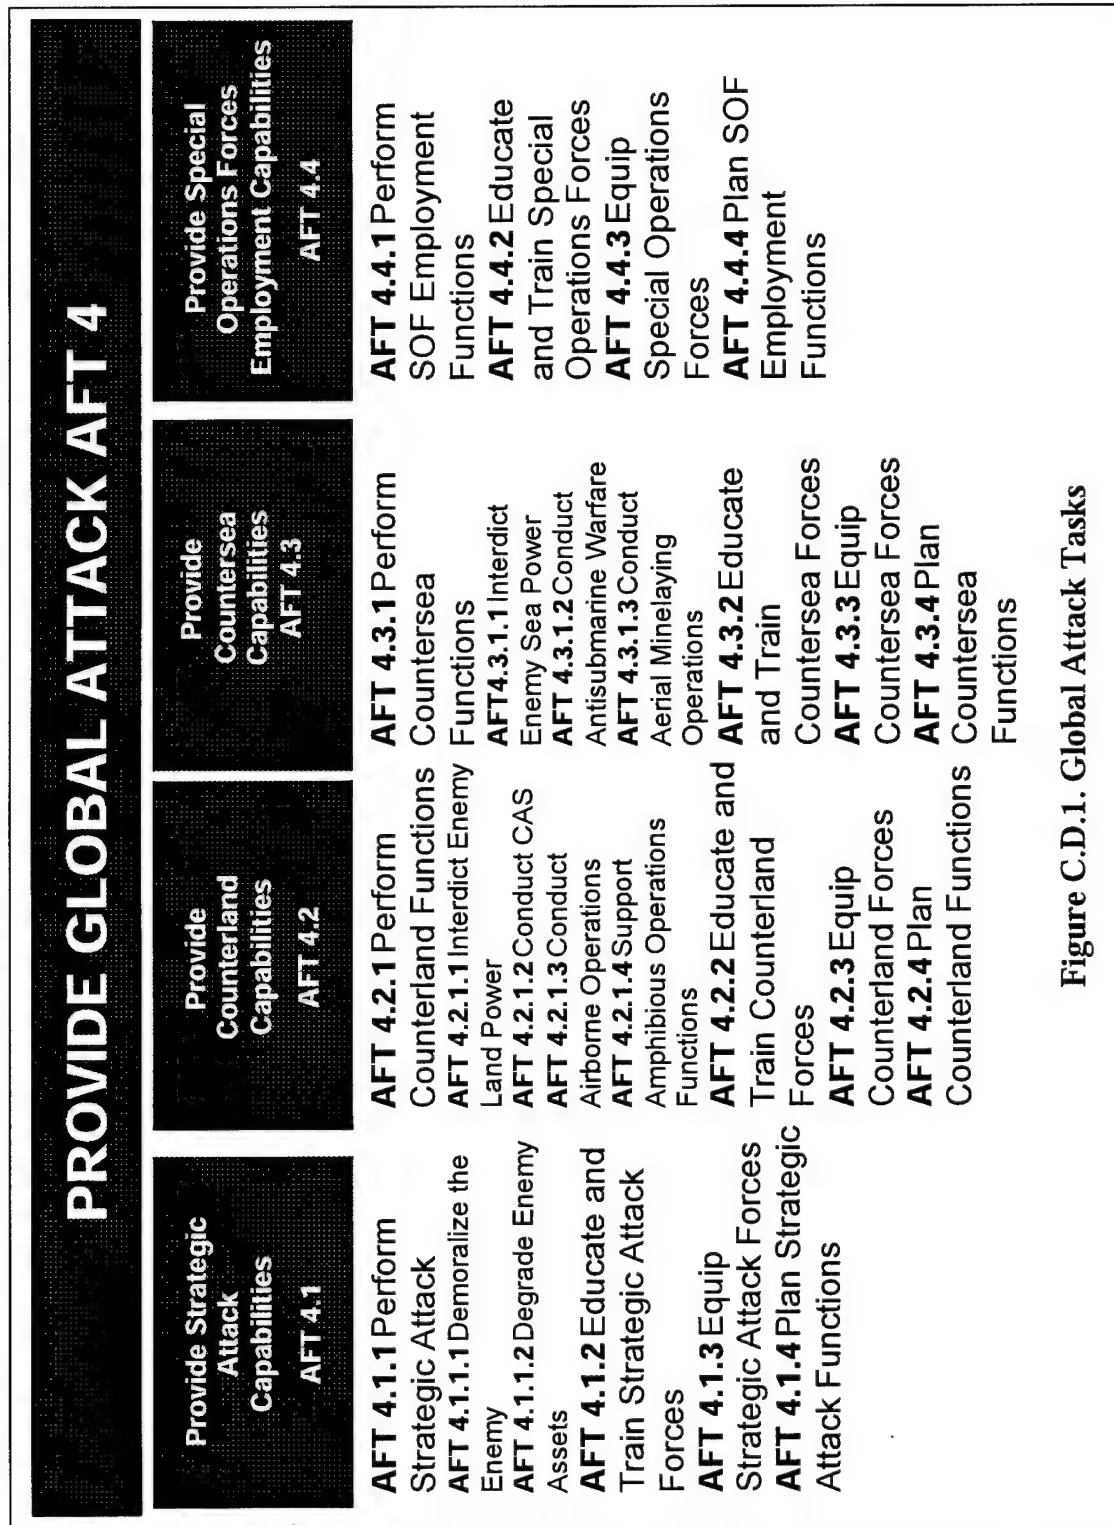 PROVIDE GLOBAL ATTACK AFT 4
Provide Strategic
Attack
Capabilities
AFT 4.1
AFT 4.1.1 Perform
Strategic Attack
AFT 4.1.1.1 Demoralize the
Enemy
AFT 4.1.1.2 Degrade Enemy
Assets
AFT 4.1.2 Educate and
Train Strategic Attack
Forces
AFT 4.1.3 Equip
Strategic Attack Forces
AFT 4.1.4 Plan Strategic
Attack Functions
Provide
Counterland
Capabilities
AFT 4.2
AFT 4.2.1 Perform
Counterland Functions
AFT 4.2.1.1 Interdict Enemy
Land Power
AFT 4.2.1.2 Conduct CAS
AFT 4.2.1.3 Conduct
Airborne Operations
AFT 4.2.1.4 Support
Amphibious Operations
Functions
AFT 4.2.2 Educate and
Train Counterland
Forces
AFT 4.2.3 Equip
Counterland Forces
AFT 4.2.4 Plan
Counterland Functions
Provide
Countersea
Capabilities
AFT 4.3
AFT 4.3.1 Perform
Countersea
Functions
AFT4.3.1.1 Interdict
Enemy Sea Power
AFT 4.3.1.2 Conduct
Antisubmarine Warfare
AFT 4.3.1.3 Conduct
Aerial Minelaying
Operations
AFT 4.3.2 Educate
and Train
Countersea Forces
AFT 4.3.3 Equip
Countersea Forces
AFT 4.3.4 Plan
Countersea
Functions
Provide Special
Operations Forces
Employment Capabilities
AFT 4.4
AFT 4.4.1 Perform
SOF Employment
Functions
AFT 4.4.2 Educate
and Train Special
Operations Forces
AFT 4.4.3 Equip
Special Operations
Forces
AFT 4.4.4 Plan SOF
Employment
Functions
Figure C.D.1. Global Attack Tasks